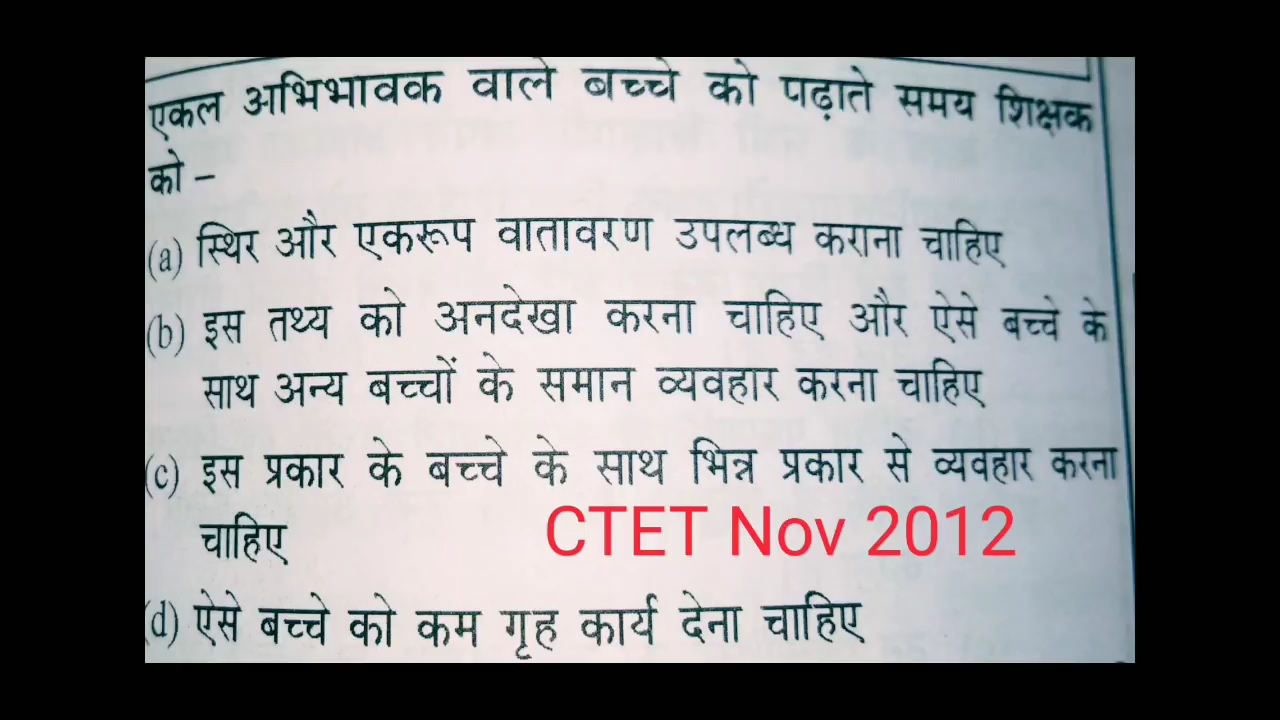 एकल अभिभावक वाले बच्चे को पढ़ाते समय शिक्षक
को –
(a) स्थिर और एकरूप वातावरण उपलब्ध कराना चाहिए
(b) इस तथ्य को अनदेखा करना चाहिए और ऐसे बच्चे के
साथ अन्य बच्चों के समान व्यवहार करना चाहिए
(c) इस प्रकार के बच्चे के साथ भिन्न प्रकार से व्यवहार करना
चाहिए
CTET Nov 2012
(d) ऐसे बच्चे को कम गृह कार्य देना चाहिए